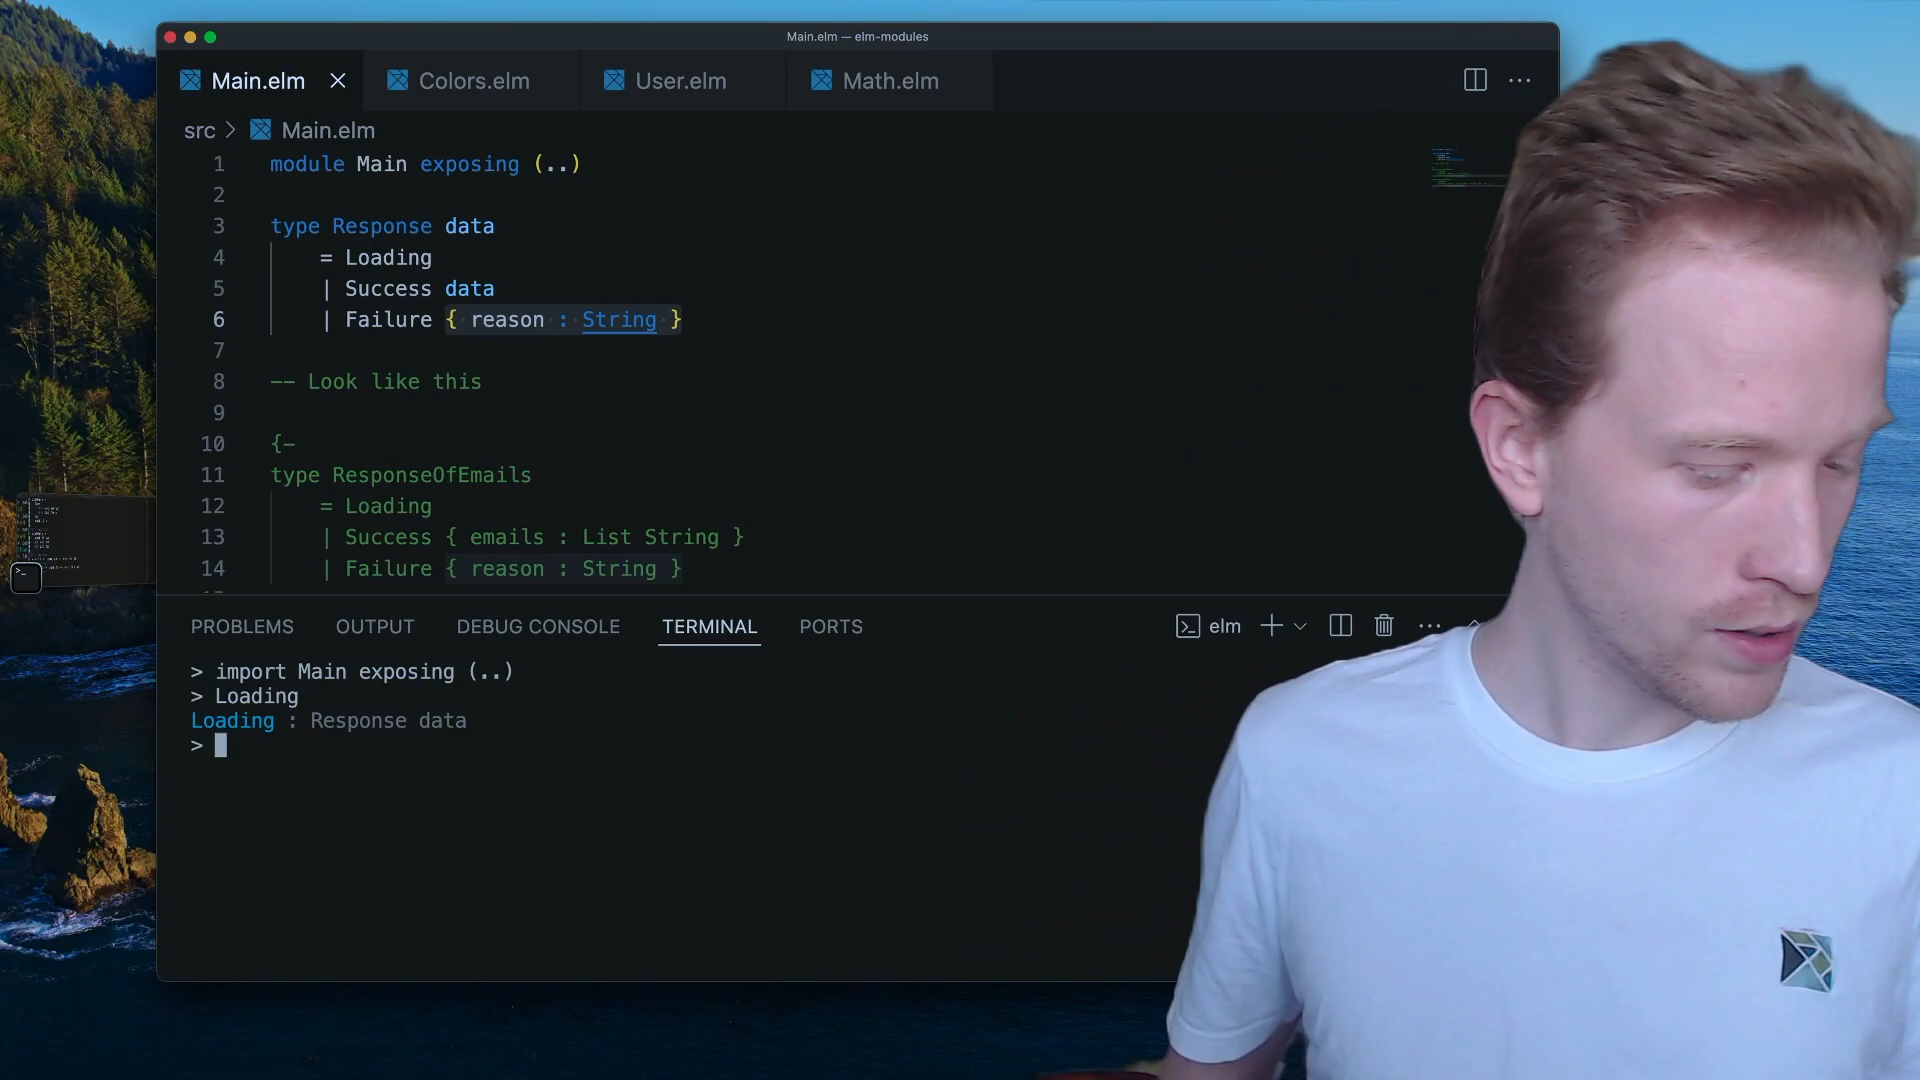 Main.elm — elm-modules
Main.elm Colors.elm User.elm Math.elm
src > Main.elm
1 module Main exposing (..)
2
3 type Response data
4 = Loading
5 | Success data
6 | Failure { reason : String }
7
8 -- Look like this
9
10 {-
11 type ResponseOfEmails
12 = Loading
13 | Success { emails : List String }
14 | Failure { reason : String }
PROBLEMS OUTPUT DEBUG CONSOLE TERMINAL PORTS elm
> import Main exposing (..)
> Loading
Loading : Response data
>